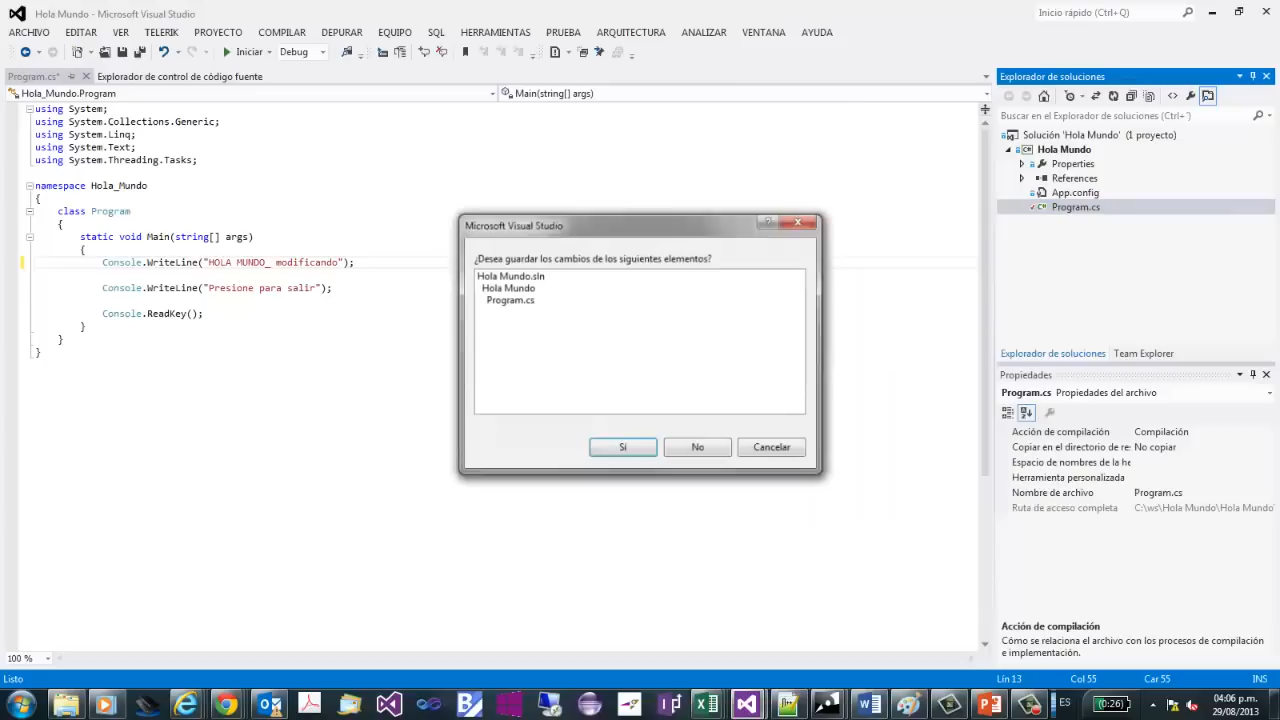 Hola Mundo - Microsoft Visual Studio
Inicio rápido (Ctrl+Q)
ARCHIVO EDITAR VER TELERIK PROYECTO COMPILAR DEPURAR EQUIPO SQL HERRAMIENTAS PRUEBA ARQUITECTURA ANALIZAR VENTANA AYUDA
Iniciar Debug
Program.cs* Explorador de control de código fuente
Hola_Mundo.Program Main(string[] args)
using System;
using System.Collections.Generic;
using System.Linq;
using System.Text;
using System.Threading.Tasks;
namespace Hola_Mundo
{
class Program
{
static void Main(string[] args)
{
Console.WriteLine("HOLA MUNDO_ modificando");
Console.WriteLine("Presione para salir");
Console.ReadKey();
}
}
}
100 %
Microsoft Visual Studio
¿Desea guardar los cambios de los siguientes elementos?
Hola Mundo.sln
Hola Mundo
Program.cs
Sí No Cancelar
Explorador de soluciones
Buscar en el Explorador de soluciones (Ctrl+´)
Solución 'Hola Mundo' (1 proyecto)
Hola Mundo
Properties
References
App.config
Program.cs
Explorador de soluciones Team Explorer
Propiedades
Program.cs Propiedades del archivo
Acción de compilación Compilación
Copiar en el directorio de re No copiar
Espacio de nombres de la he
Herramienta personalizada
Nombre de archivo Program.cs
Ruta de acceso completa C:\ws\Hola Mundo\Hola Mundo
Acción de compilación
Cómo se relaciona el archivo con los procesos de compilación
e implementación.
Listo Lín 13 Col 55 Car 55 INS
ES (0:26) 04:06 p.m.
29/08/2013